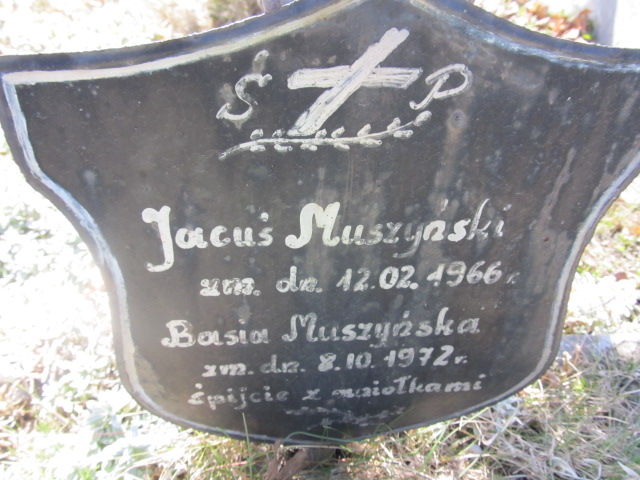 Ś P
Jacuś Muszyński
zm. dn. 12.02. 1966 r.
Basia Muszyńska
zm. dn. 8.10. 1972 r.
śpijcie z aniołkami